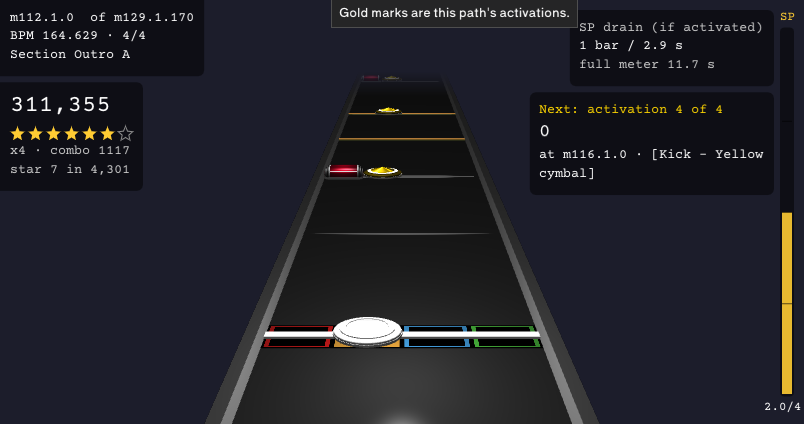 Gold marks are this path's activations.
m112.1.0 of m129.1.170
BPM 164.629 · 4/4
Section Outro A
311,355
x4 · combo 1117
star 7 in 4,301
SP drain (if activated)
1 bar / 2.9 s
full meter 11.7 s
Next: activation 4 of 4
0
at m116.1.0 · [Kick – Yellow
cymbal]
SP
2.0/4